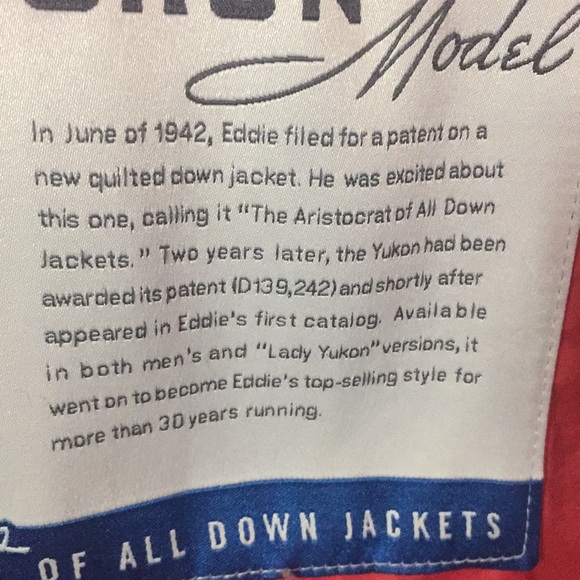 Model
In June of 1942, Eddie filed for a patent on a
new quilted down jacket. He was excited about
this one, calling it "The Aristocrat of All Down
Jackets." Two years later, the Yukon had been
awarded its patent (D139,242) and shortly after
appeared in Eddie's first catalog. Available
in both men's and "Lady Yukon" versions, it
went on to become Eddie's top-selling style for
more than 30 years running.
OF ALL DOWN JACKETS